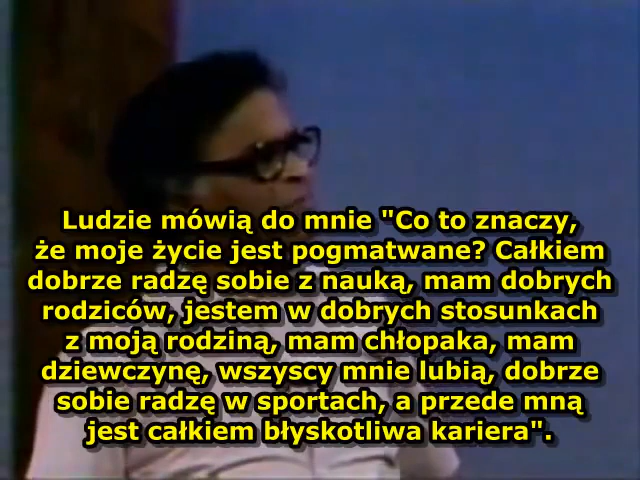 Ludzie mówią do mnie "Co to znaczy,
że moje życie jest pogmatwane? Całkiem
dobrze radzę sobie z nauką, mam dobrych
rodziców, jestem w dobrych stosunkach
z moją rodziną, mam chłopaka, mam
dziewczynę, wszyscy mnie lubią, dobrze
sobie radzę w sportach, a przede mną
jest całkiem błyskotliwa kariera".